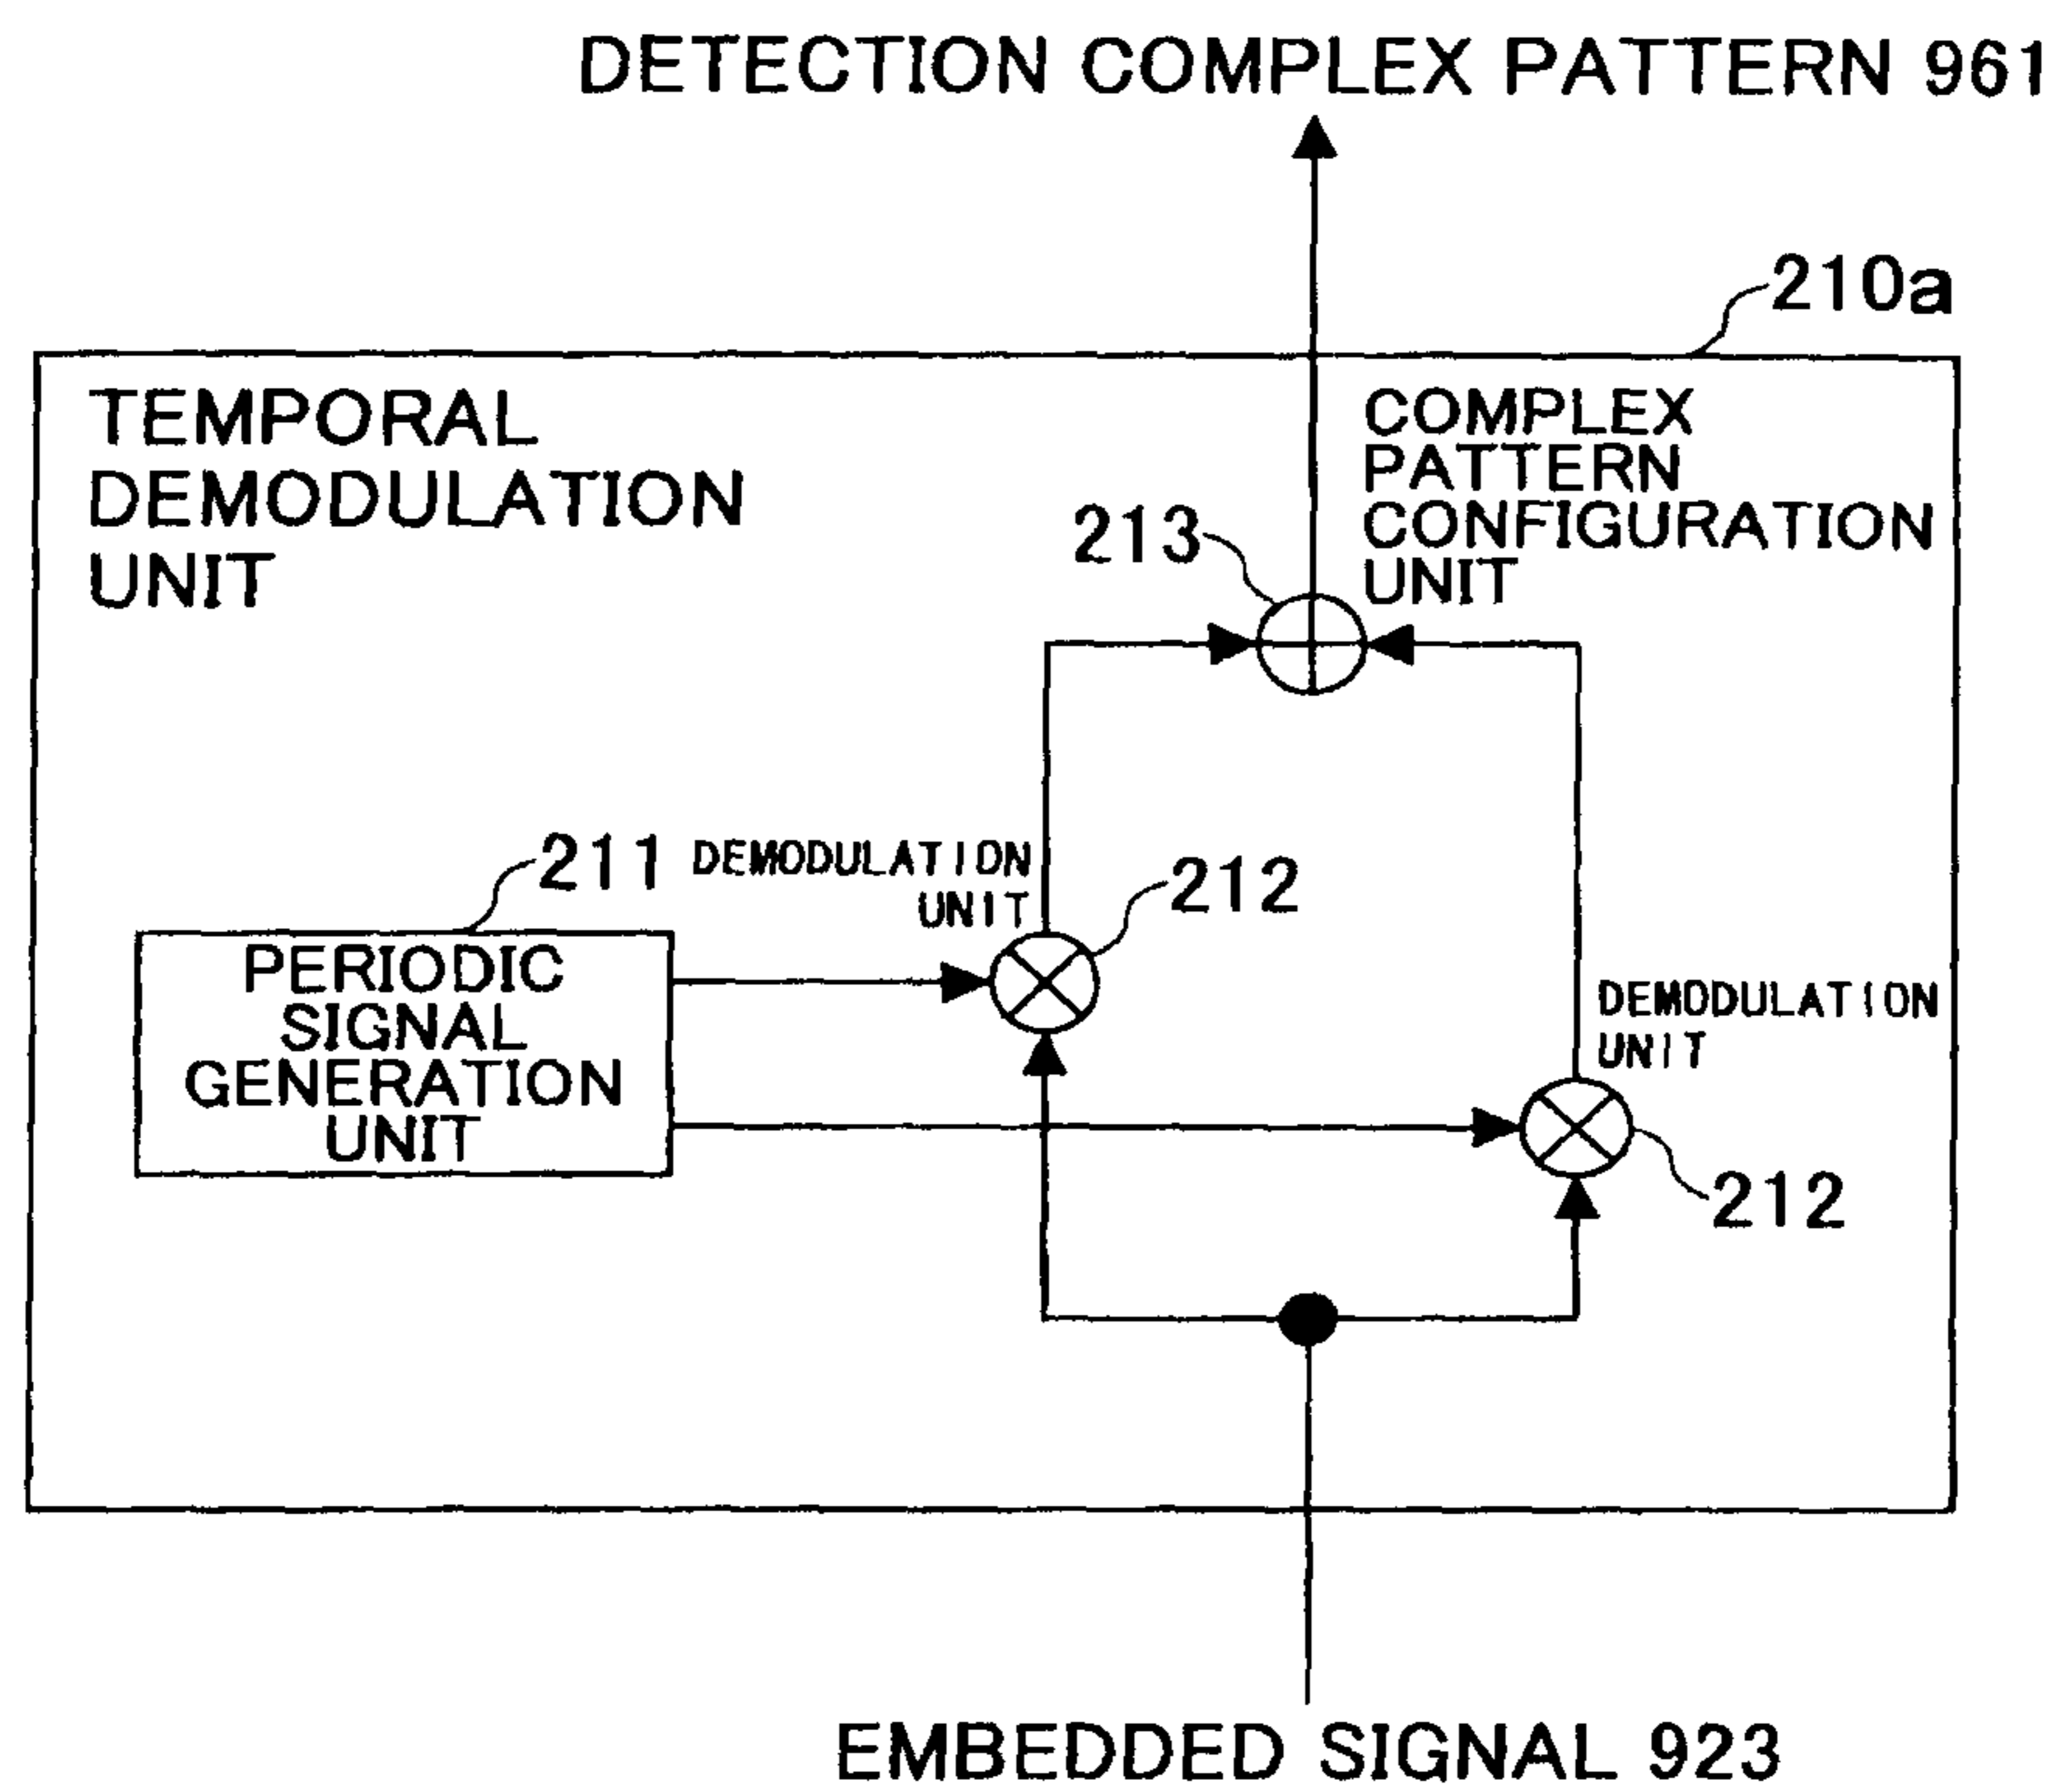 DETECTION COMPLEX PATTERN 961
210a
TEMPORAL
DEMODULATION
UNIT
COMPLEX
PATTERN
CONFIGURATION
UNIT
213
211
DEMODULATION
UNIT
212
PERIODIC
SIGNAL
GENERATION
UNIT
DEMODULATION
UNIT
212
EMBEDDED SIGNAL 923